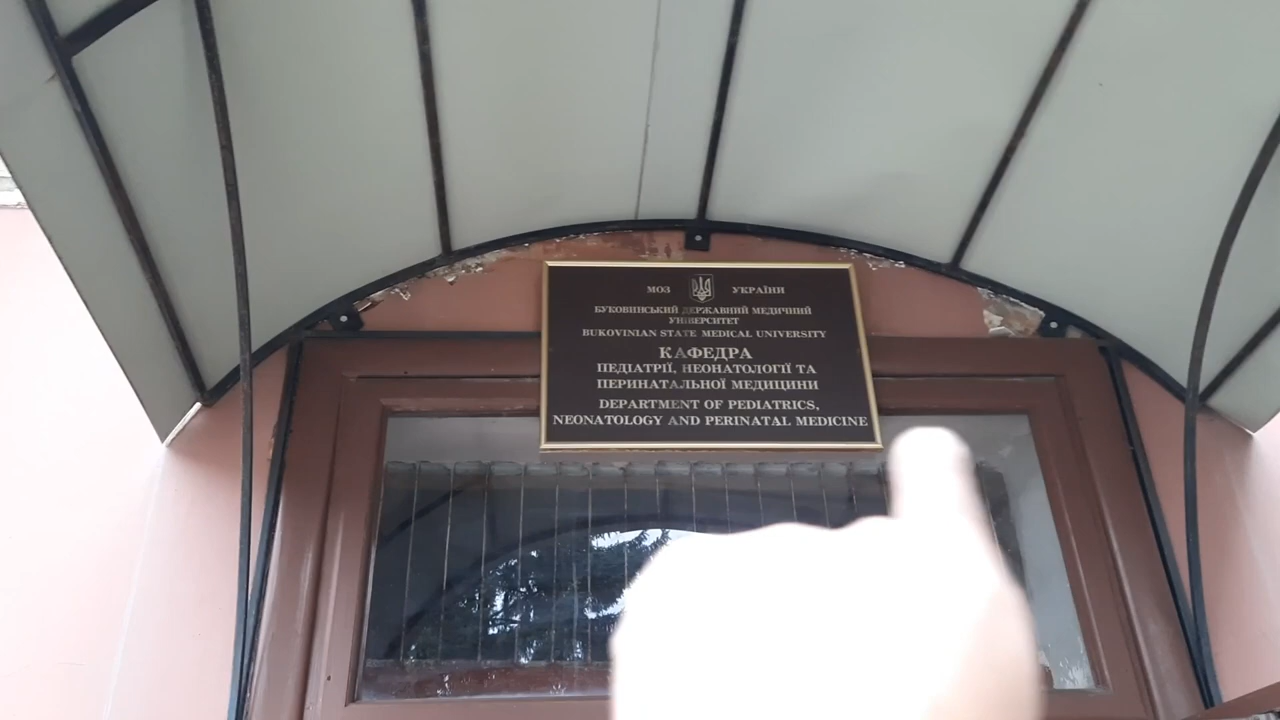 МОЗ УКРАЇНИ
БУКОВИНСЬКИЙ ДЕРЖАВНИЙ МЕДИЧНИЙ
УНІВЕРСИТЕТ
BUKOVINIAN STATE MEDICAL UNIVERSITY
КАФЕДРА
ПЕДІАТРІЇ, НЕОНАТОЛОГІЇ ТА
ПЕРИНАТАЛЬНОЇ МЕДИЦИНИ
DEPARTMENT OF PEDIATRICS,
NEONATOLOGY AND PERINATAL MEDICINE